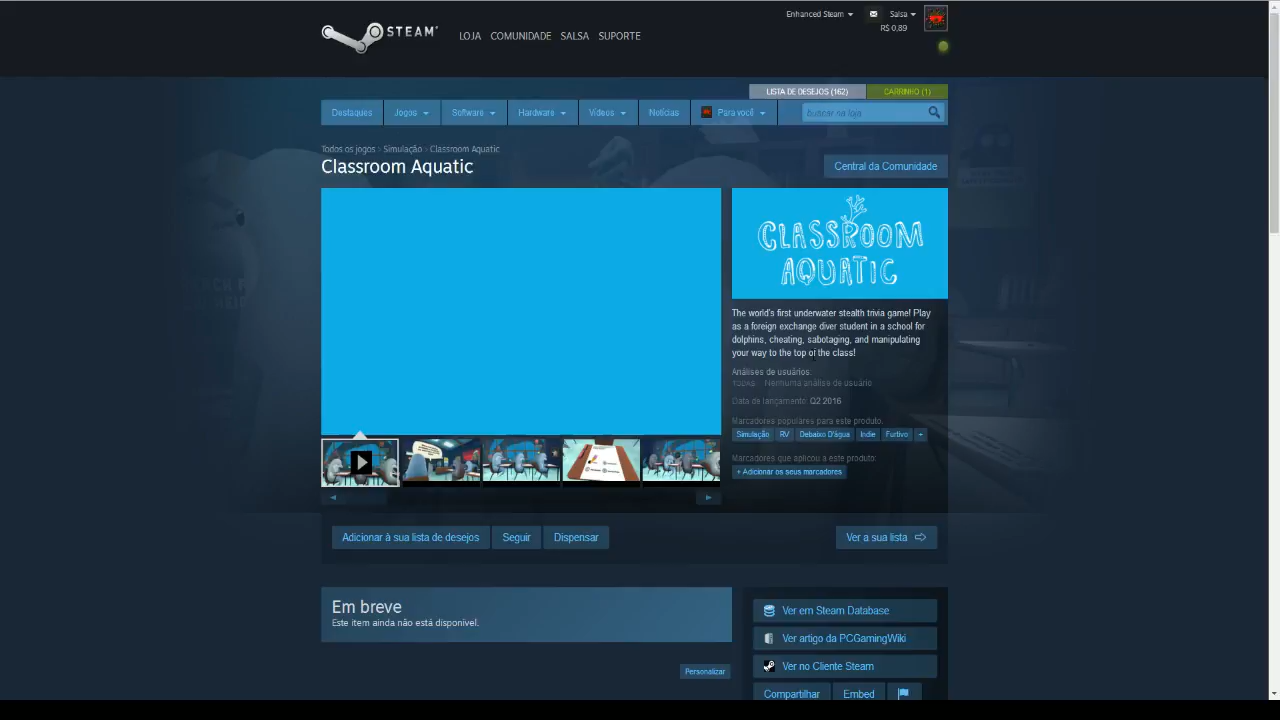 Enhanced Steam
Salsa
R$ 0,89
STEAM
LOJA COMUNIDADE SALSA SUPORTE
LISTA DE DESEJOS (162) CARRINHO (1)
Destaques Jogos Software Hardware Vídeos Notícias Para você buscar na loja
Todos os jogos > Simulação > Classroom Aquatic
Classroom Aquatic
Central da Comunidade
CLASSROOM
AQUATIC
The world's first underwater stealth trivia game! Play
as a foreign exchange diver student in a school for
dolphins, cheating, sabotaging, and manipulating
your way to the top of the class!
Análises de usuários:
TODAS: Nenhuma análise de usuário
Data de lançamento: Q2 2016
Marcadores populares para este produto:
Simulação RV Debaixo D'água Indie Furtivo +
Marcadores que aplicou a este produto:
+ Adicionar os seus marcadores
Adicionar à sua lista de desejos Seguir Dispensar Ver a sua lista
Em breve
Este item ainda não está disponível.
Personalizar
Ver em Steam Database
Ver artigo da PCGamingWiki
Ver no Cliente Steam
Compartilhar Embed